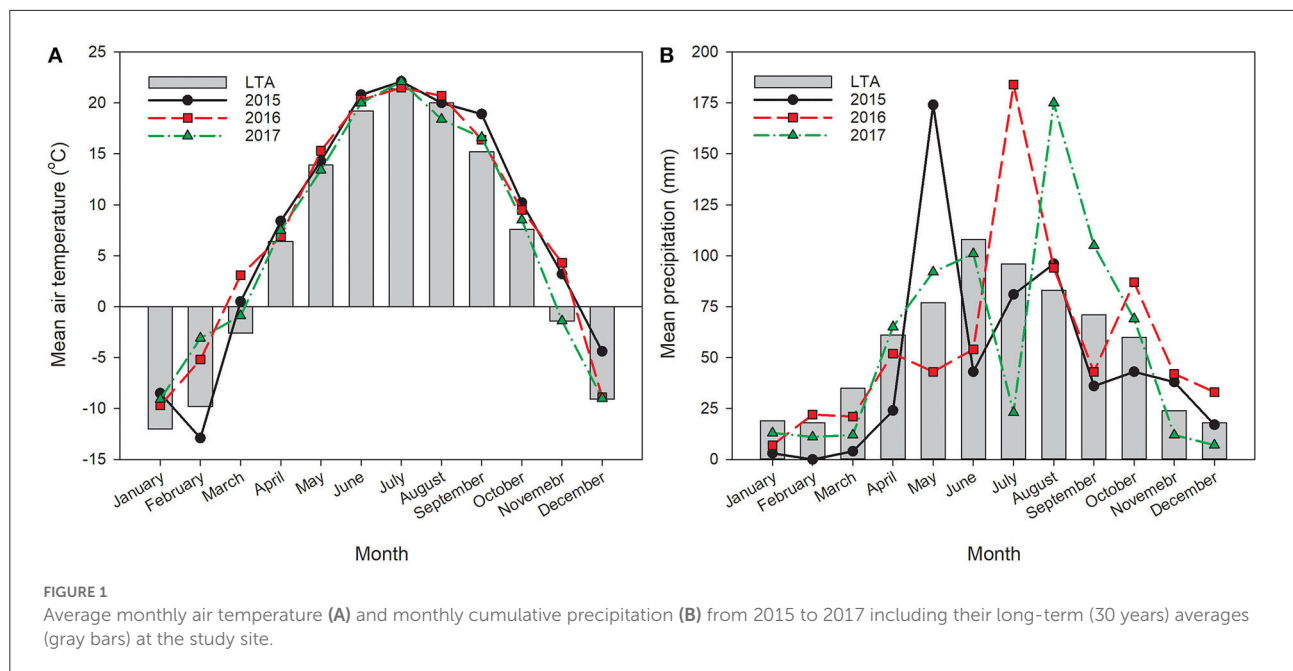 A
LTA
2015
2016
2017
Mean air temperature (°C)
25
20
15
10
5
0
-5
-10
-15
January
February
March
April
May
June
July
August
September
October
Novemebr
December
Month
B
LTA
2015
2016
2017
Mean precipitation (mm)
200
175
150
125
100
75
50
25
0
January
February
March
April
May
June
July
August
September
October
Novemebr
December
Month
FIGURE 1
Average monthly air temperature (A) and monthly cumulative precipitation (B) from 2015 to 2017 including their long-term (30 years) averages
(gray bars) at the study site.